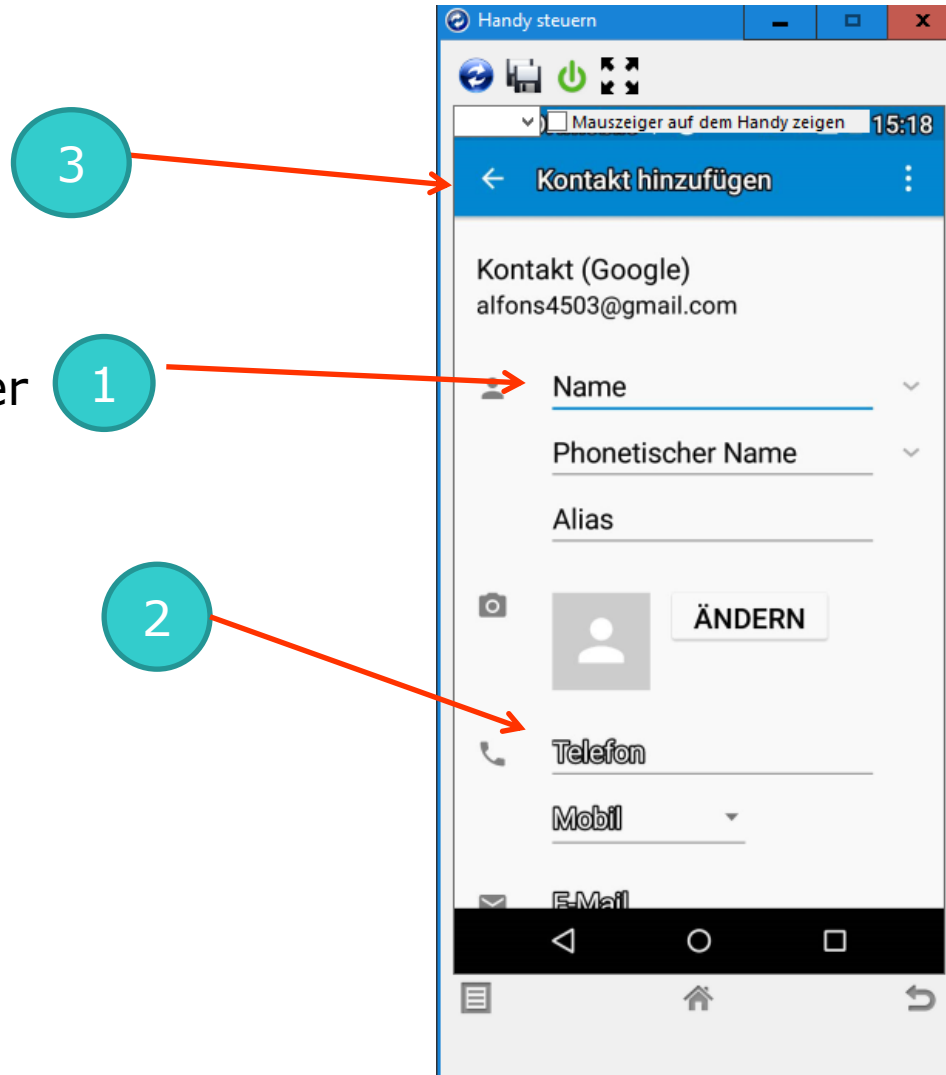 Handy steuern
Mauszeiger auf dem Handy zeigen 15:18
3
Kontakt hinzufügen
Kontakt (Google)
alfons4503@gmail.com
er 1
Name
Phonetischer Name
Alias
ÄNDERN
2
Telefon
Mobil
E-Mail